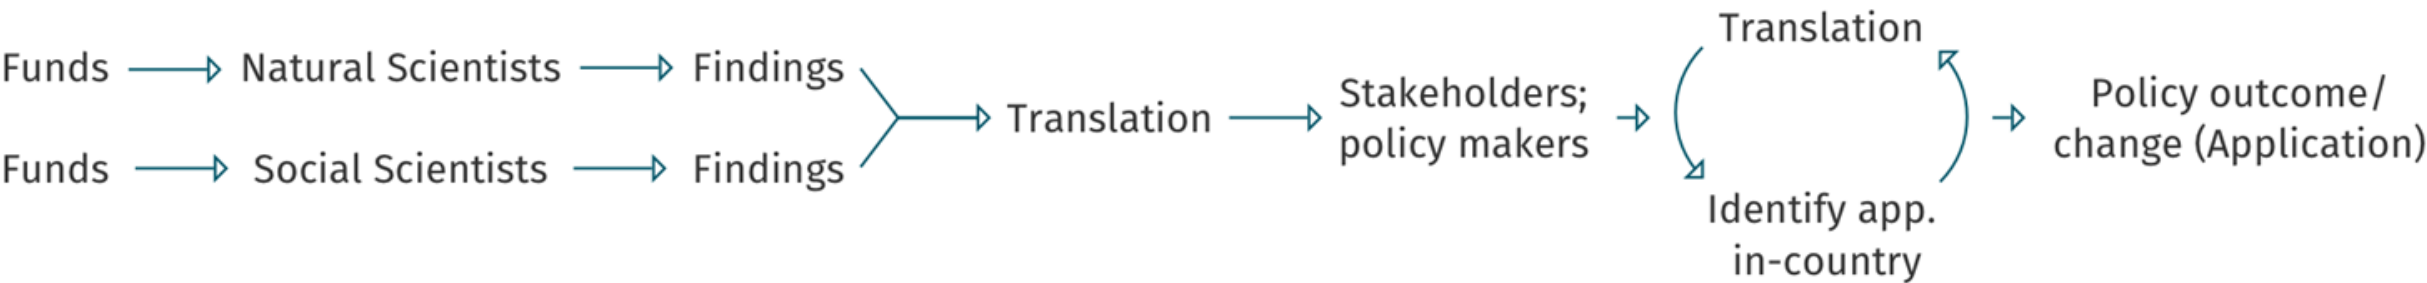 Funds
Natural Scientists
Findings
Funds
Social Scientists
Findings
Translation
Stakeholders;
policy makers
Translation
Identify app.
in-country
Policy outcome/
change (Application)